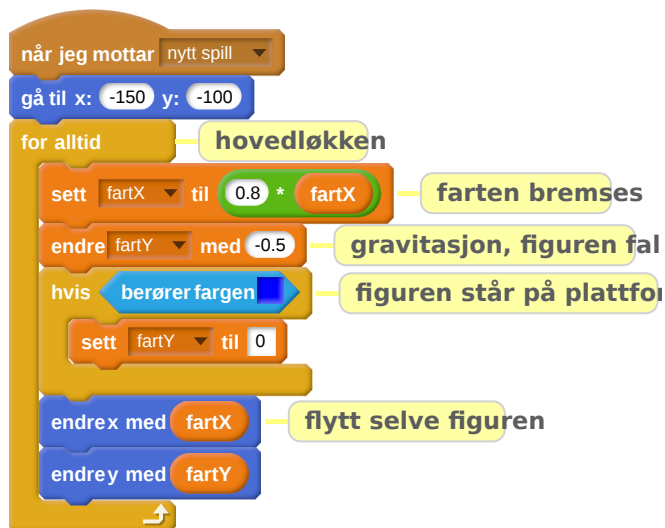 når jeg mottar nytt spill
gå til x: -150 y: -100
for alltid hovedløkken
sett fartX til 0.8 * fartX farten bremses
endre fartY med -0.5 gravitasjon, figuren fal
hvis berører fargen figuren står på plattfor
sett fartY til 0
endre x med fartX flytt selve figuren
endre y med fartY